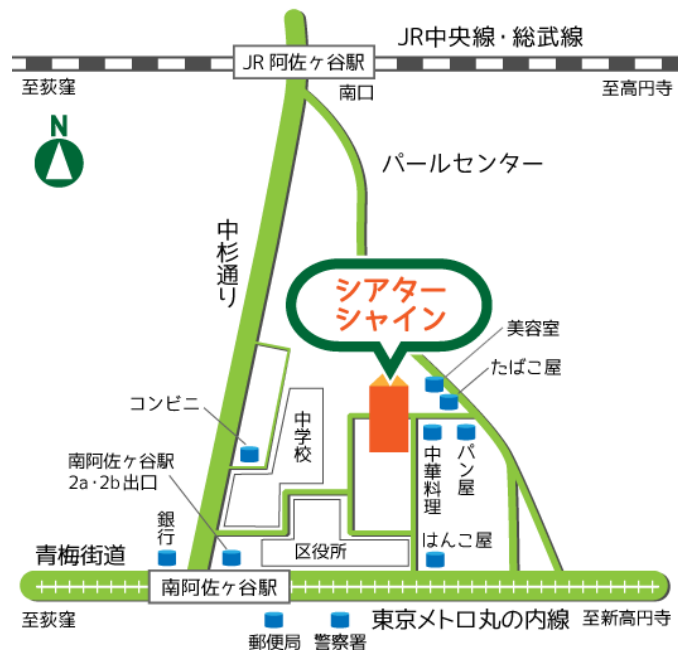 JR中央線・総武線
JR 阿佐ヶ谷駅
至荻窪
南口
至高円寺
N
パールセンター
中杉通り
シアター
シャイン
美容室
たばこ屋
コンビニ
中学校
南阿佐ヶ谷駅
2a・2b出口
中華料理
パン屋
銀行
区役所
はんこ屋
青梅街道
南阿佐ヶ谷駅
至荻窪
東京メトロ丸の内線
至新高円寺
郵便局
警察署